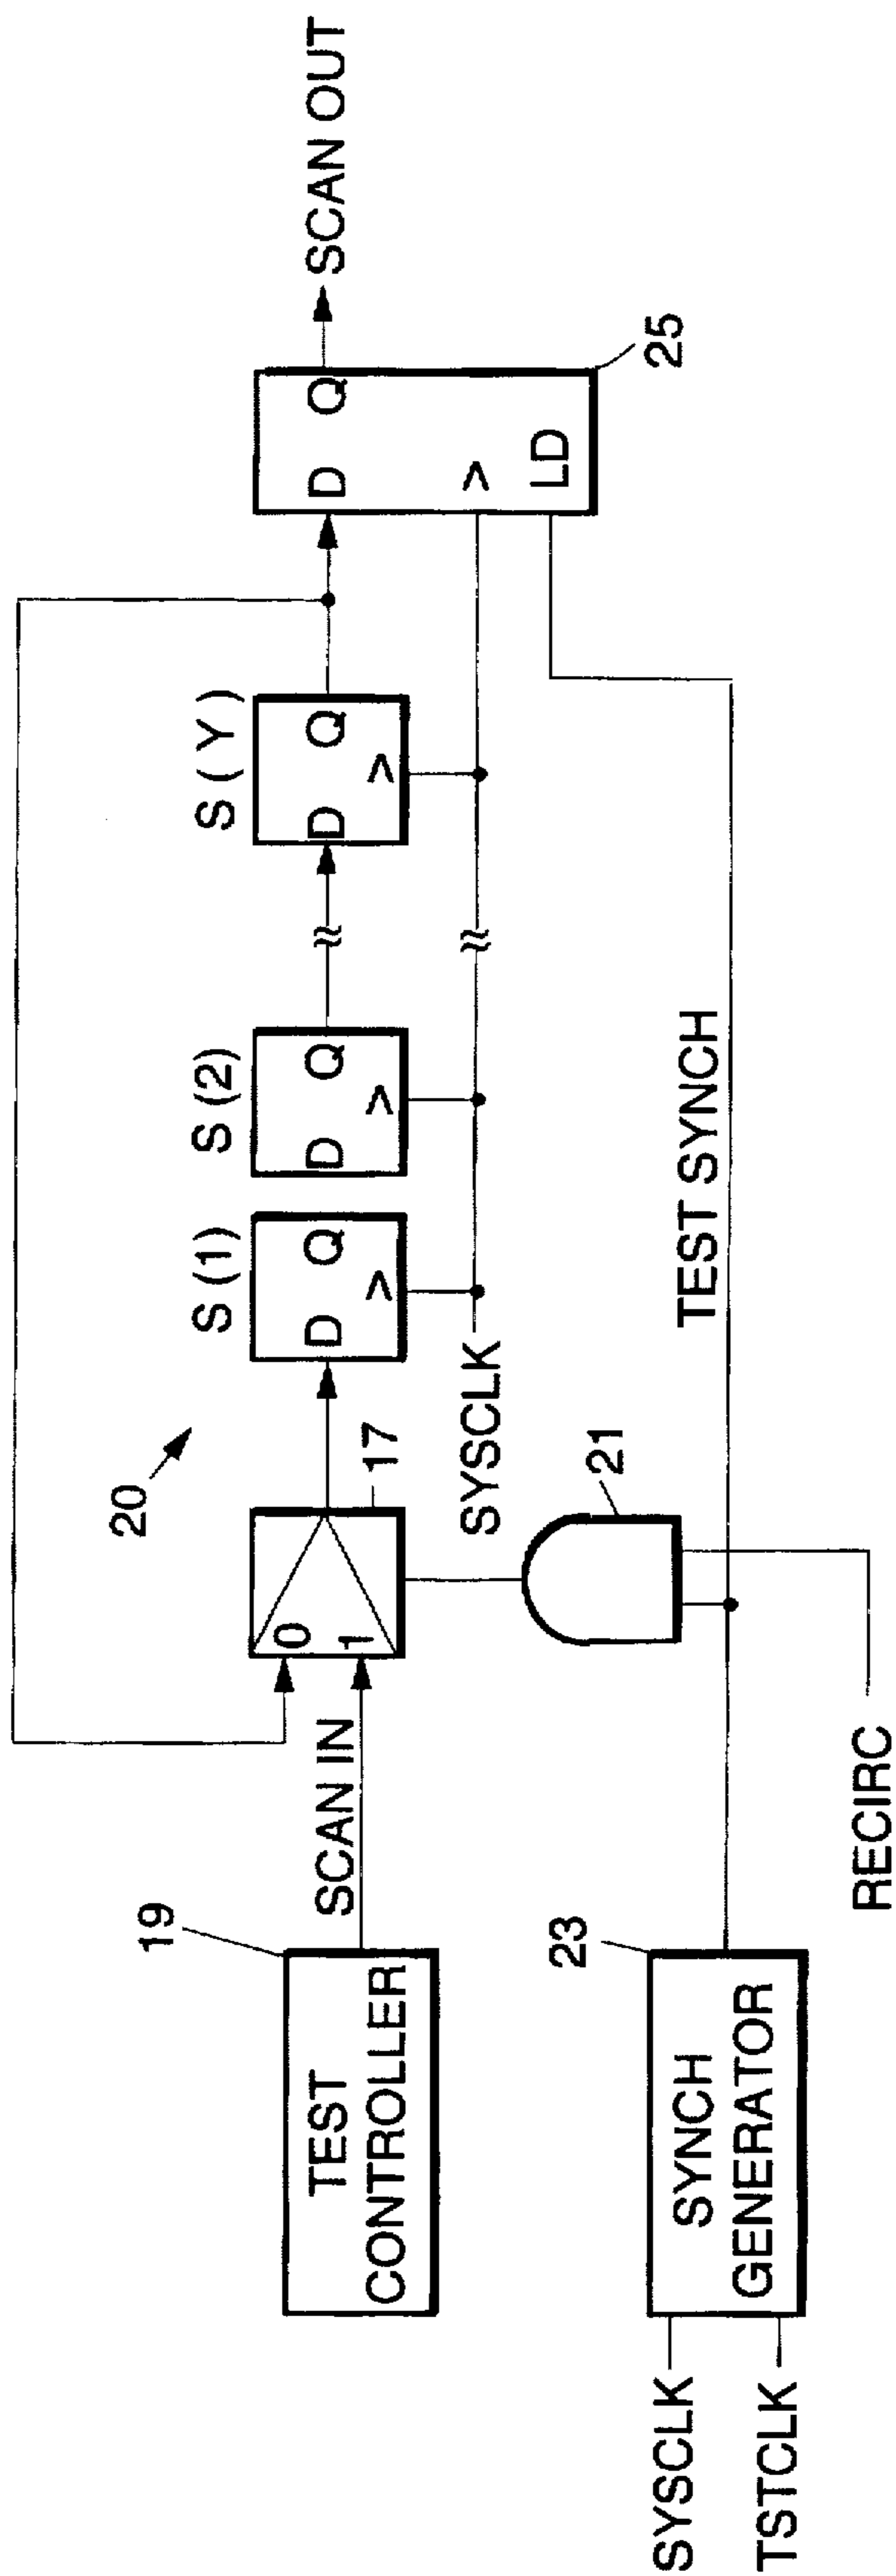 20
S (1)
S (2)
S ( Y )
19
TEST
CONTROLLER
SCAN IN
0
1
17
D Q
>
D Q
>
D Q
>
D Q
>
LD
25
SCAN OUT
SYSCLK
21
23
SYNCH
GENERATOR
SYSCLK
TSTCLK
TEST SYNCH
RECIRC